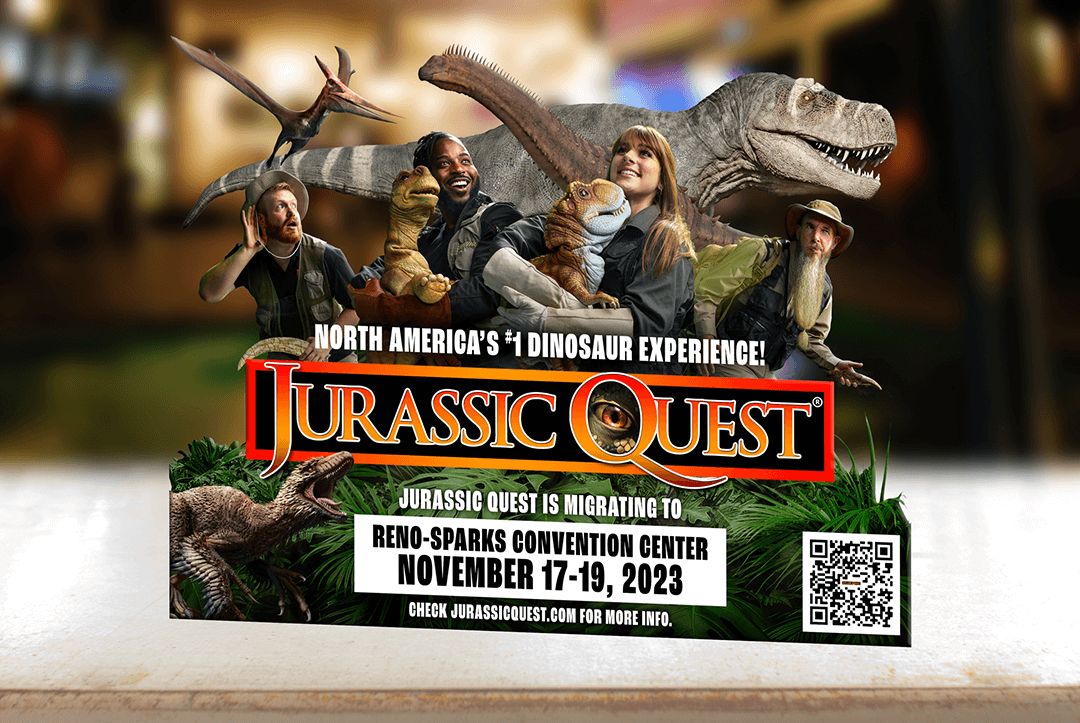 NORTH AMERICA'S #1 DINOSAUR EXPERIENCE!
JURASSIC QUEST®
JURASSIC QUEST IS MIGRATING TO
RENO-SPARKS CONVENTION CENTER
NOVEMBER 17-19, 2023
CHECK JURASSICQUEST.COM FOR MORE INFO.